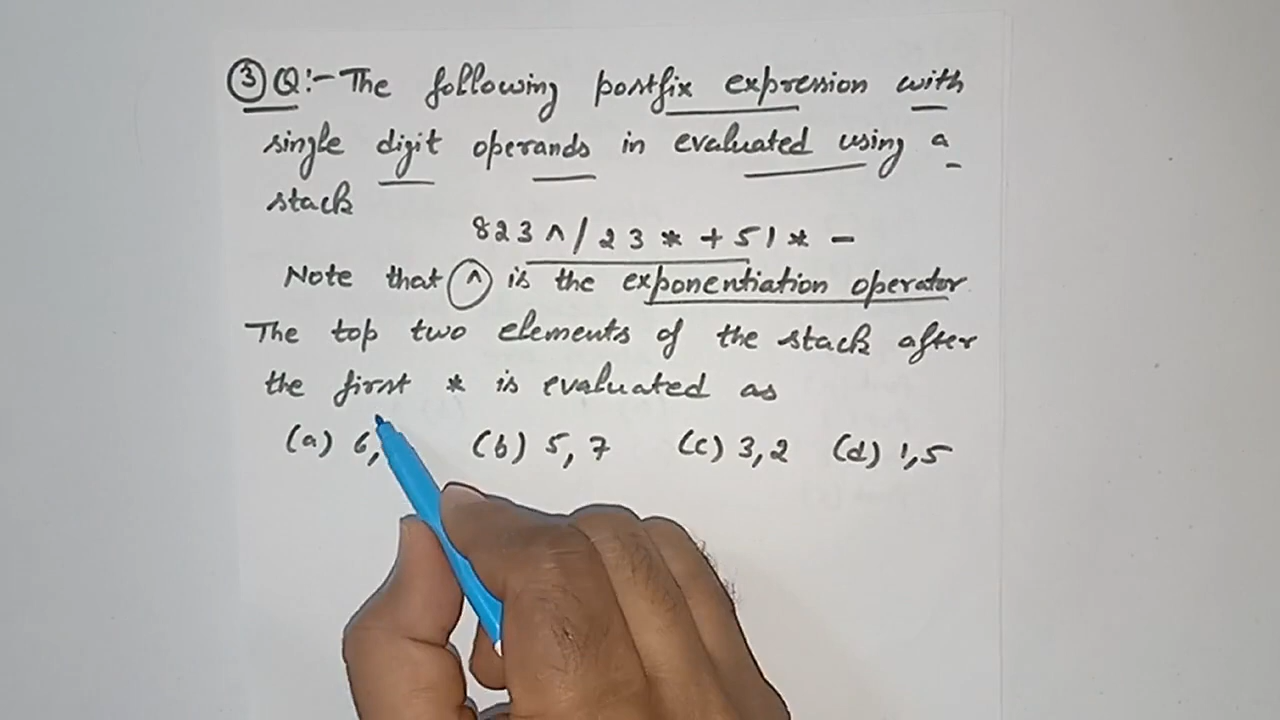 ③ Q:- The following postfix expression with
single digit operands in evaluated using a
stack
8 2 3 ^ / 2 3 * + 5 1 * -
Note that ^ is the exponentiation operator
The top two elements of the stack after
the first * is evaluated as
(a) 6, (b) 5, 7 (c) 3, 2 (d) 1, 5